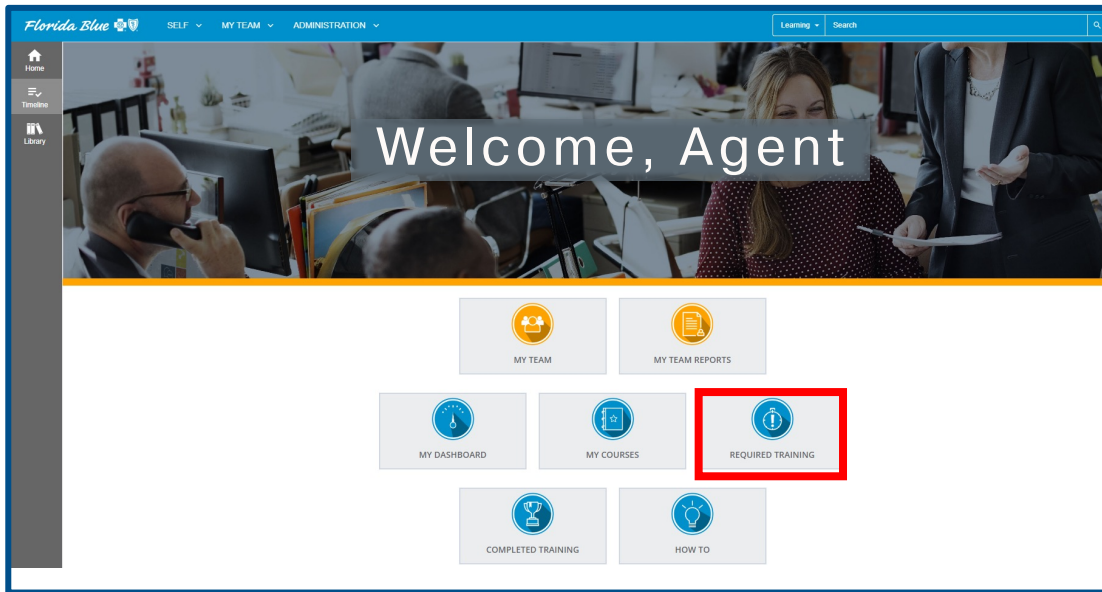 Florida Blue
SELF MY TEAM ADMINISTRATION
Learning Search
Home
Timeline
Library
Welcome, Agent
MY TEAM MY TEAM REPORTS
MY DASHBOARD MY COURSES REQUIRED TRAINING
COMPLETED TRAINING HOW TO